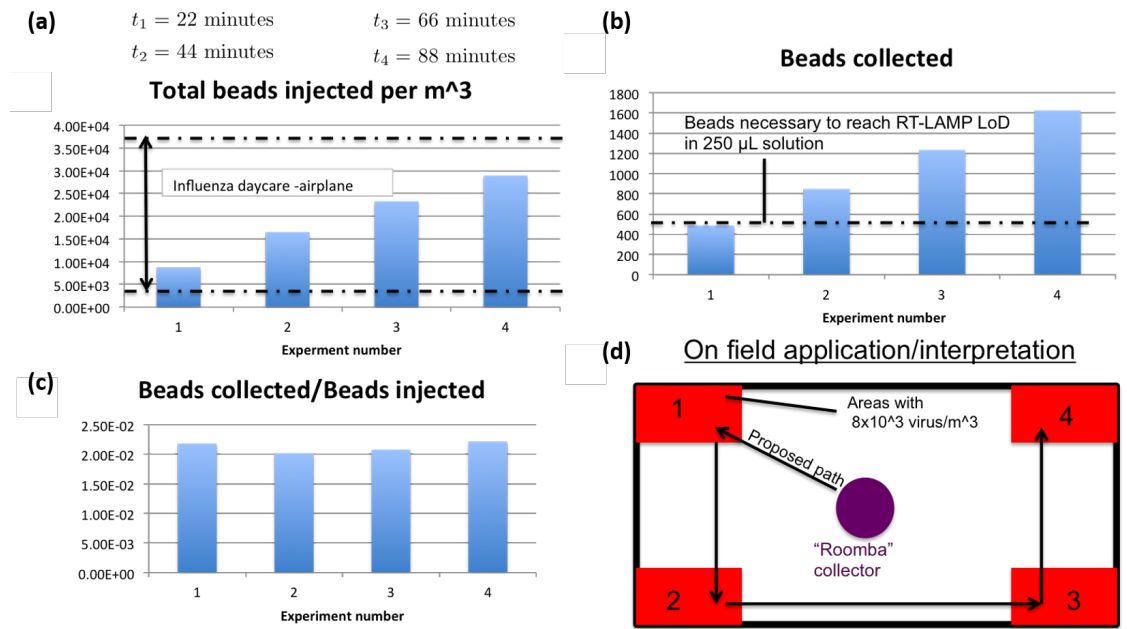 (a)
t₁ = 22 minutes
t₃ = 66 minutes
t₂ = 44 minutes
t₄ = 88 minutes
Total beads injected per m^3
4.00E+04
3.50E+04
3.00E+04
2.50E+04
2.00E+04
1.50E+04
1.00E+04
5.00E+03
0.00E+00
Influenza daycare -airplane
1 2 3 4
Experment number
(b)
Beads collected
1800
1600
1400
1200
1000
800
600
400
200
0
Beads necessary to reach RT-LAMP LoD
in 250 µL solution
1 2 3 4
Experiment number
(c)
Beads collected/Beads injected
2.50E-02
2.00E-02
1.50E-02
1.00E-02
5.00E-03
0.00E+00
1 2 3 4
Experiment number
(d)
On field application/interpretation
1
Areas with
8x10^3 virus/m^3
4
Proposed path
“Roomba”
collector
2
3